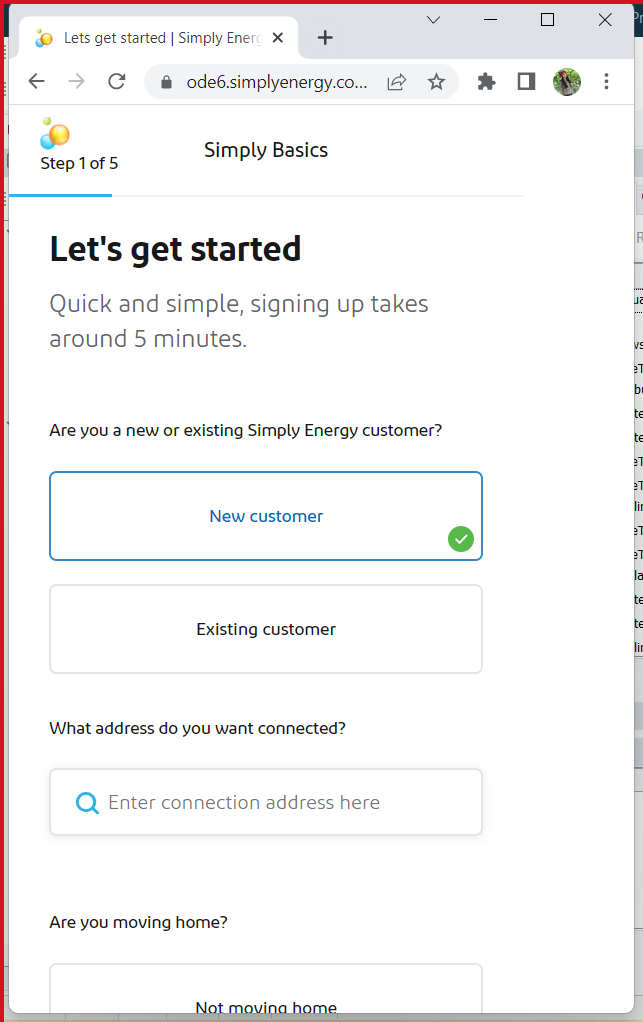 Lets get started | Simply Energ
ode6.simplyenergy.co...
Step 1 of 5
Simply Basics
Let's get started
Quick and simple, signing up takes
around 5 minutes.
Are you a new or existing Simply Energy customer?
New customer
Existing customer
What address do you want connected?
Enter connection address here
Are you moving home?
Not moving home